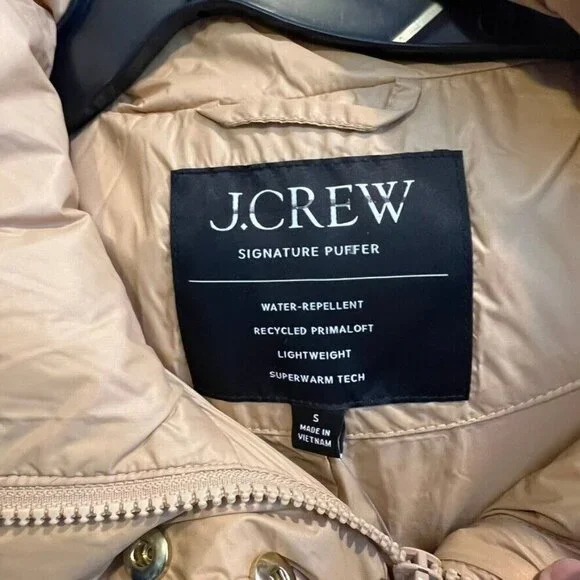 J.CREW
SIGNATURE PUFFER
WATER-REPELLENT
RECYCLED PRIMALOFT
LIGHTWEIGHT
SUPERWARM TECH
S
MADE IN
VIETNAM